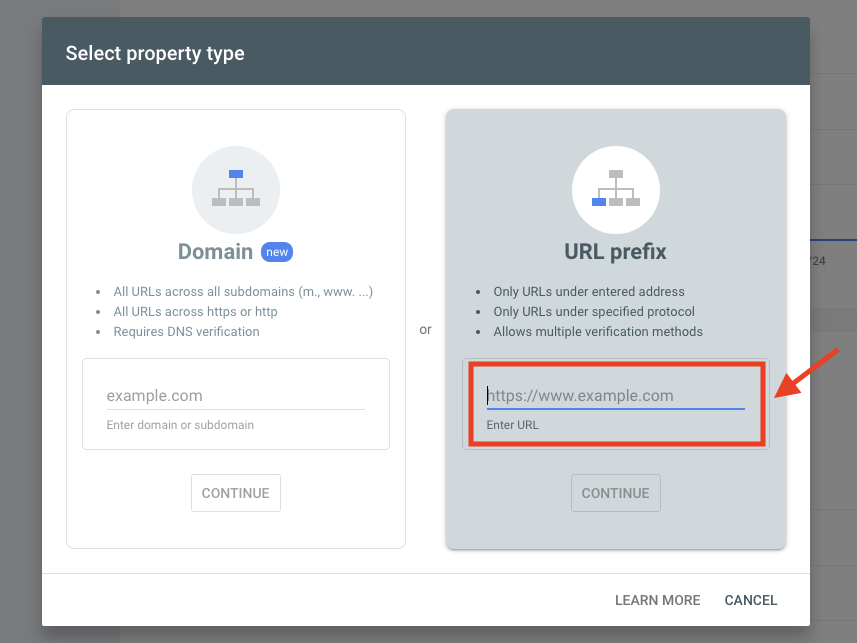 Select property type
Domain new
All URLs across all subdomains (m., www. ...)
All URLs across https or http
Requires DNS verification
example.com
Enter domain or subdomain
CONTINUE
or
URL prefix
Only URLs under entered address
Only URLs under specified protocol
Allows multiple verification methods
https://www.example.com
Enter URL
CONTINUE
/24
LEARN MORE
CANCEL